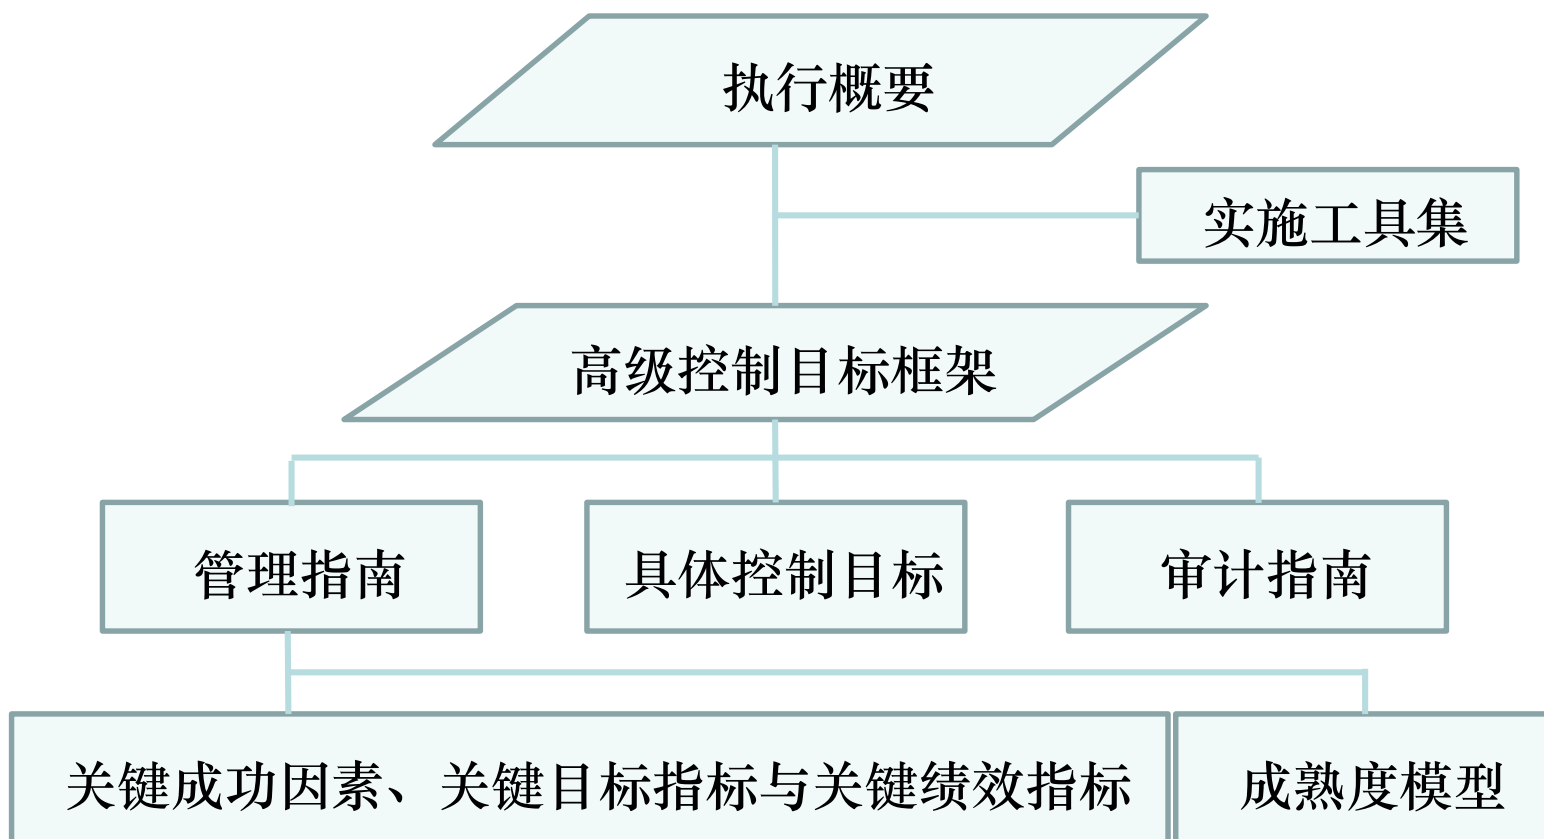 执行概要
实施工具集
高级控制目标框架
管理指南
具体控制目标
审计指南
关键成功因素、关键目标指标与关键绩效指标
成熟度模型